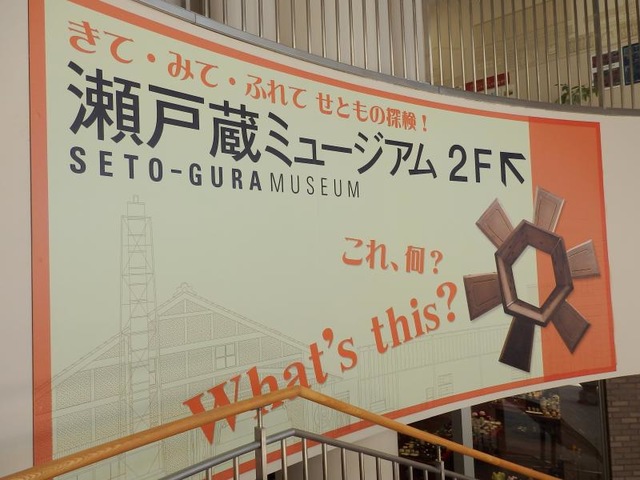 きて・みて・ふれて せともの探検！
瀬戸蔵ミュージアム 2F↖
SETO-GURA MUSEUM
これ、何？
What's this?